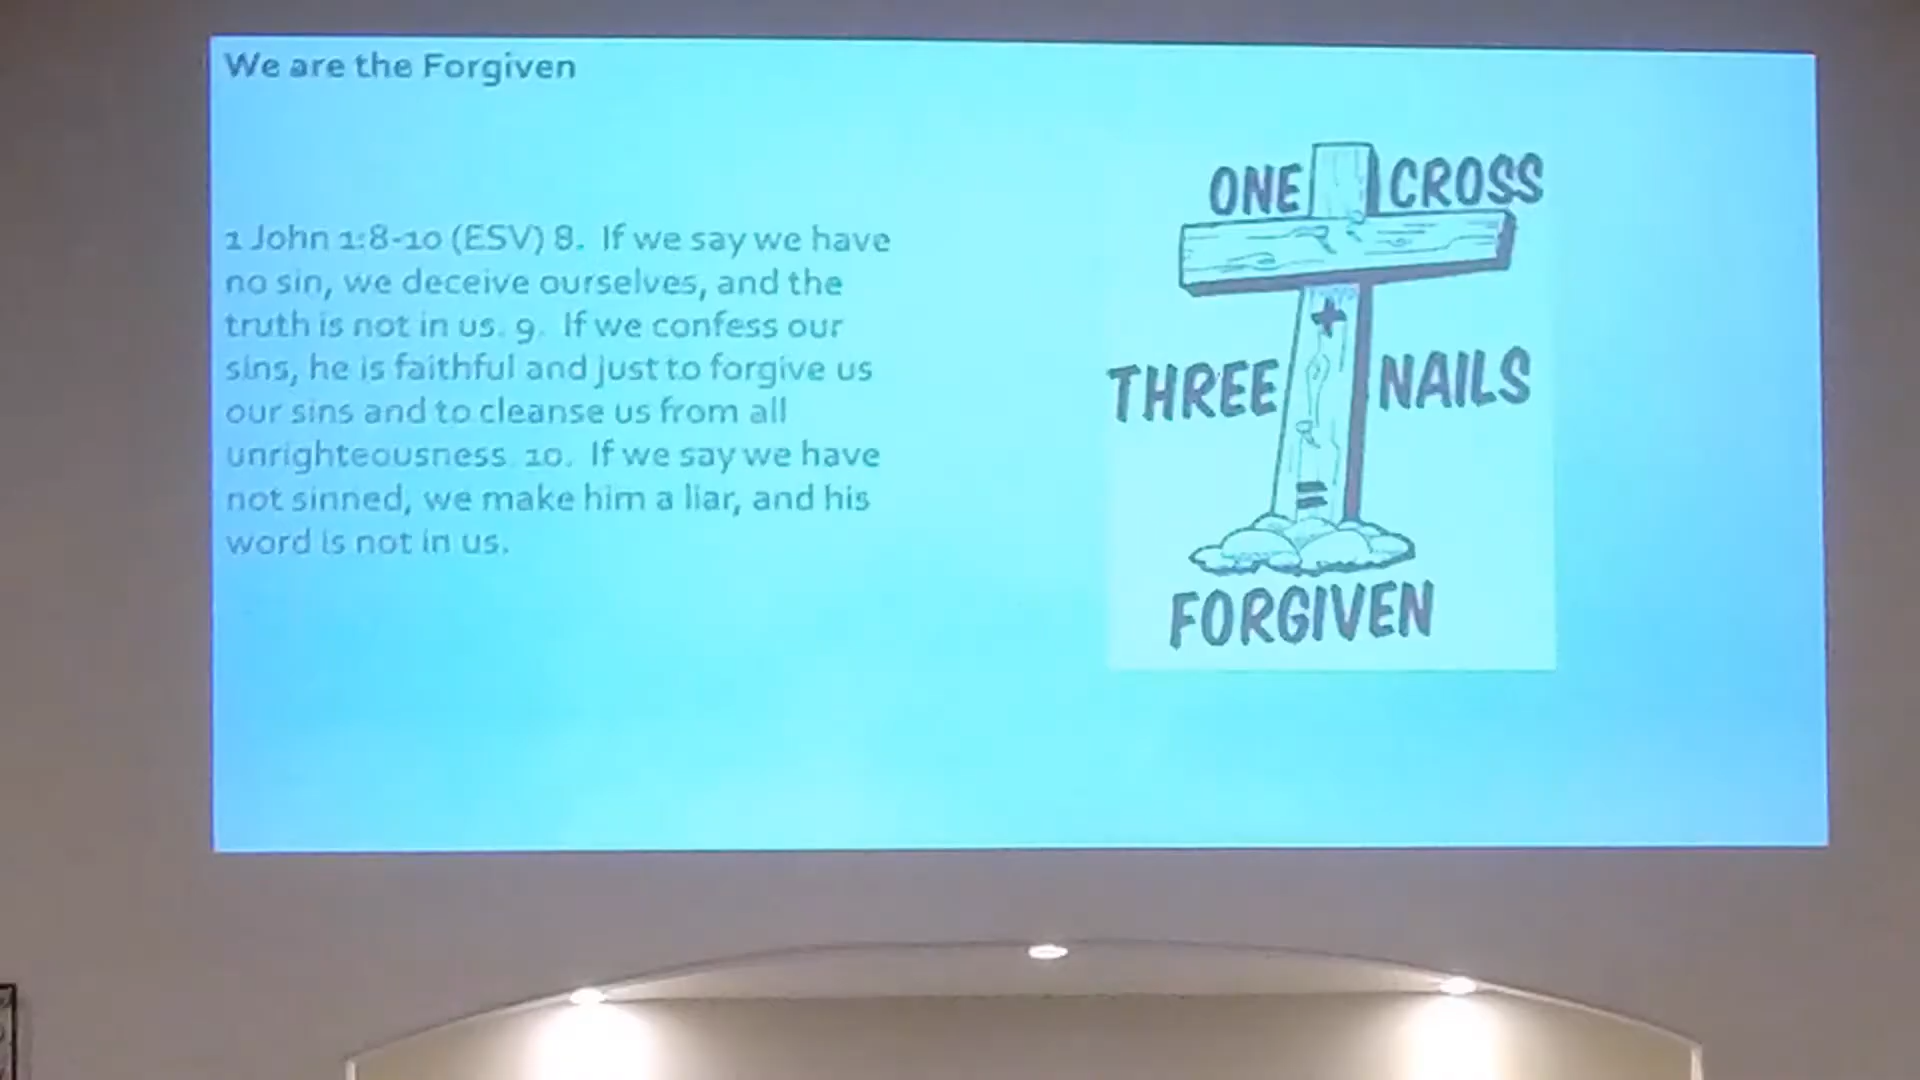 We are the Forgiven
1 John 1:8-10 (ESV) 8. If we say we have
no sin, we deceive ourselves, and the
truth is not in us. 9. If we confess our
sins, he is faithful and just to forgive us
our sins and to cleanse us from all
unrighteousness. 10. If we say we have
not sinned, we make him a liar, and his
word is not in us.
ONE CROSS
+
THREE NAILS
=
FORGIVEN